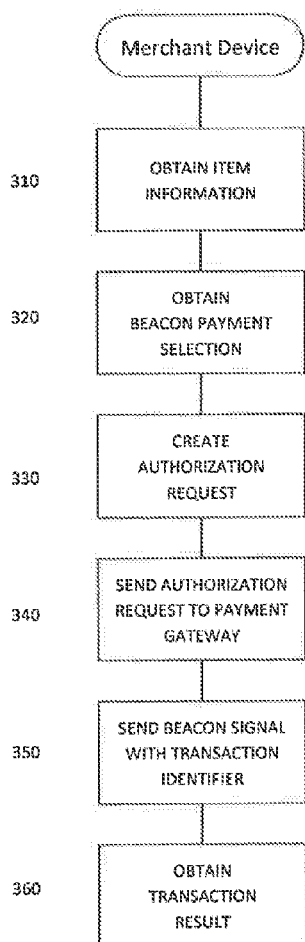 Merchant Device
310
OBTAIN ITEM
INFORMATION
320
OBTAIN
BEACON PAYMENT
SELECTION
330
CREATE
AUTHORIZATION
REQUEST
340
SEND AUTHORIZATION
REQUEST TO PAYMENT
GATEWAY
350
SEND BEACON SIGNAL
WITH TRANSACTION
IDENTIFIER
360
OBTAIN
TRANSACTION
RESULT